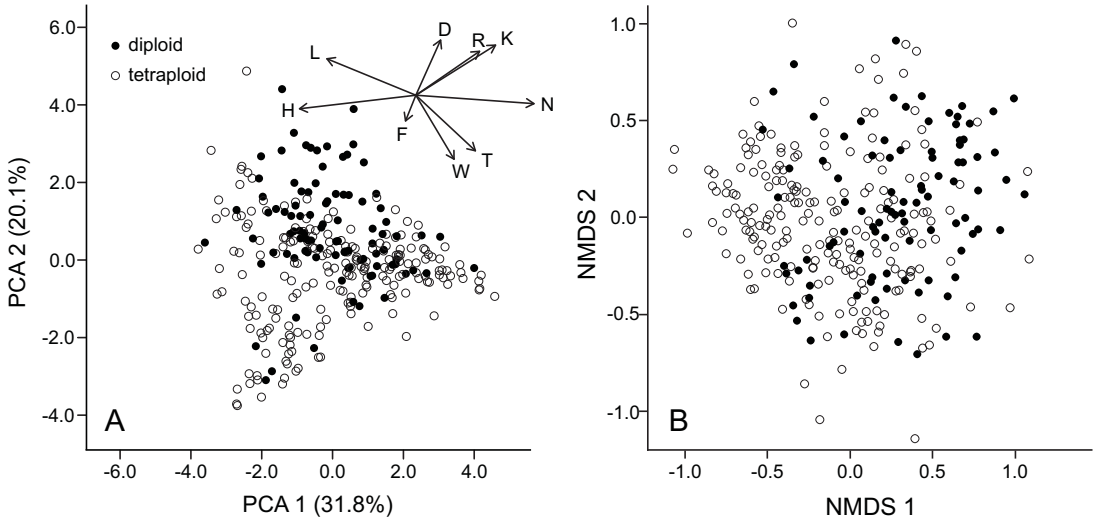 6.0
4.0
2.0
0.0
-2.0
-4.0
PCA 2 (20.1%)
diploid
tetraploid
L
D
R
K
H
N
F
W
T
A
-6.0 -4.0 -2.0 0.0 2.0 4.0
PCA 1 (31.8%)
1.0
0.5
0.0
-0.5
-1.0
NMDS 2
B
-1.0 -0.5 0.0 0.5 1.0
NMDS 1